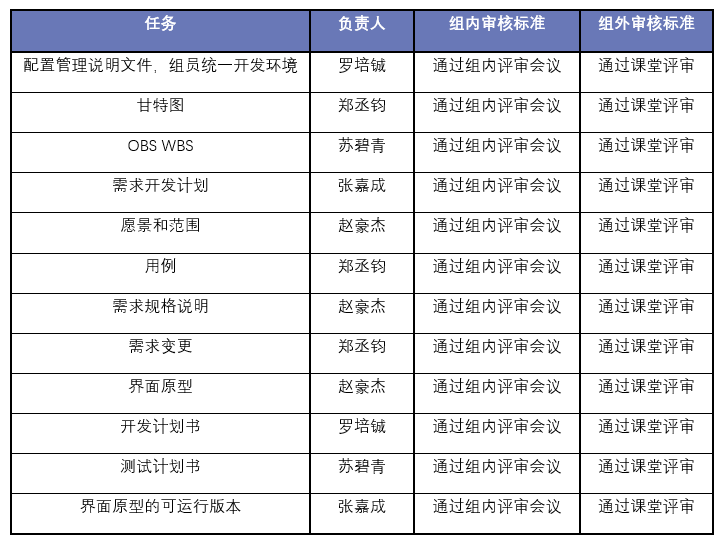 任务 负责人 组内审核标准 组外审核标准
配置管理说明文件，组员统一开发环境 罗培铖 通过组内评审会议 通过课堂评审
甘特图 郑丞钧 通过组内评审会议 通过课堂评审
OBS WBS 苏碧青 通过组内评审会议 通过课堂评审
需求开发计划 张嘉成 通过组内评审会议 通过课堂评审
愿景和范围 赵豪杰 通过组内评审会议 通过课堂评审
用例 郑丞钧 通过组内评审会议 通过课堂评审
需求规格说明 赵豪杰 通过组内评审会议 通过课堂评审
需求变更 郑丞钧 通过组内评审会议 通过课堂评审
界面原型 赵豪杰 通过组内评审会议 通过课堂评审
开发计划书 罗培铖 通过组内评审会议 通过课堂评审
测试计划书 苏碧青 通过组内评审会议 通过课堂评审
界面原型的可运行版本 张嘉成 通过组内评审会议 通过课堂评审